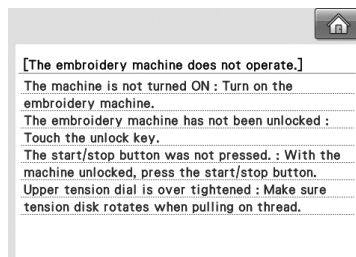 [The embroidery machine does not operate.]
The machine is not turned ON : Turn on the
embroidery machine.
The embroidery machine has not been unlocked :
Touch the unlock key.
The start/stop button was not pressed. : With the
machine unlocked, press the start/stop button.
Upper tension dial is over tightened : Make sure
tension disk rotates when pulling on thread.